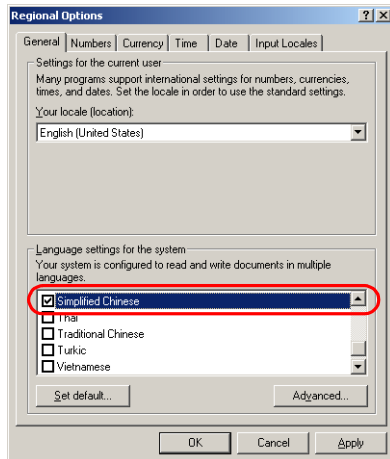 Regional Options
General Numbers Currency Time Date Input Locales
Settings for the current user
Many programs support international settings for numbers, currencies,
times, and dates. Set the locale in order to use the standard settings.
Your locale (location):
English (United States)
Language settings for the system
Your system is configured to read and write documents in multiple
languages.
Simplified Chinese
Thai
Traditional Chinese
Turkic
Vietnamese
Set default... Advanced...
OK Cancel Apply